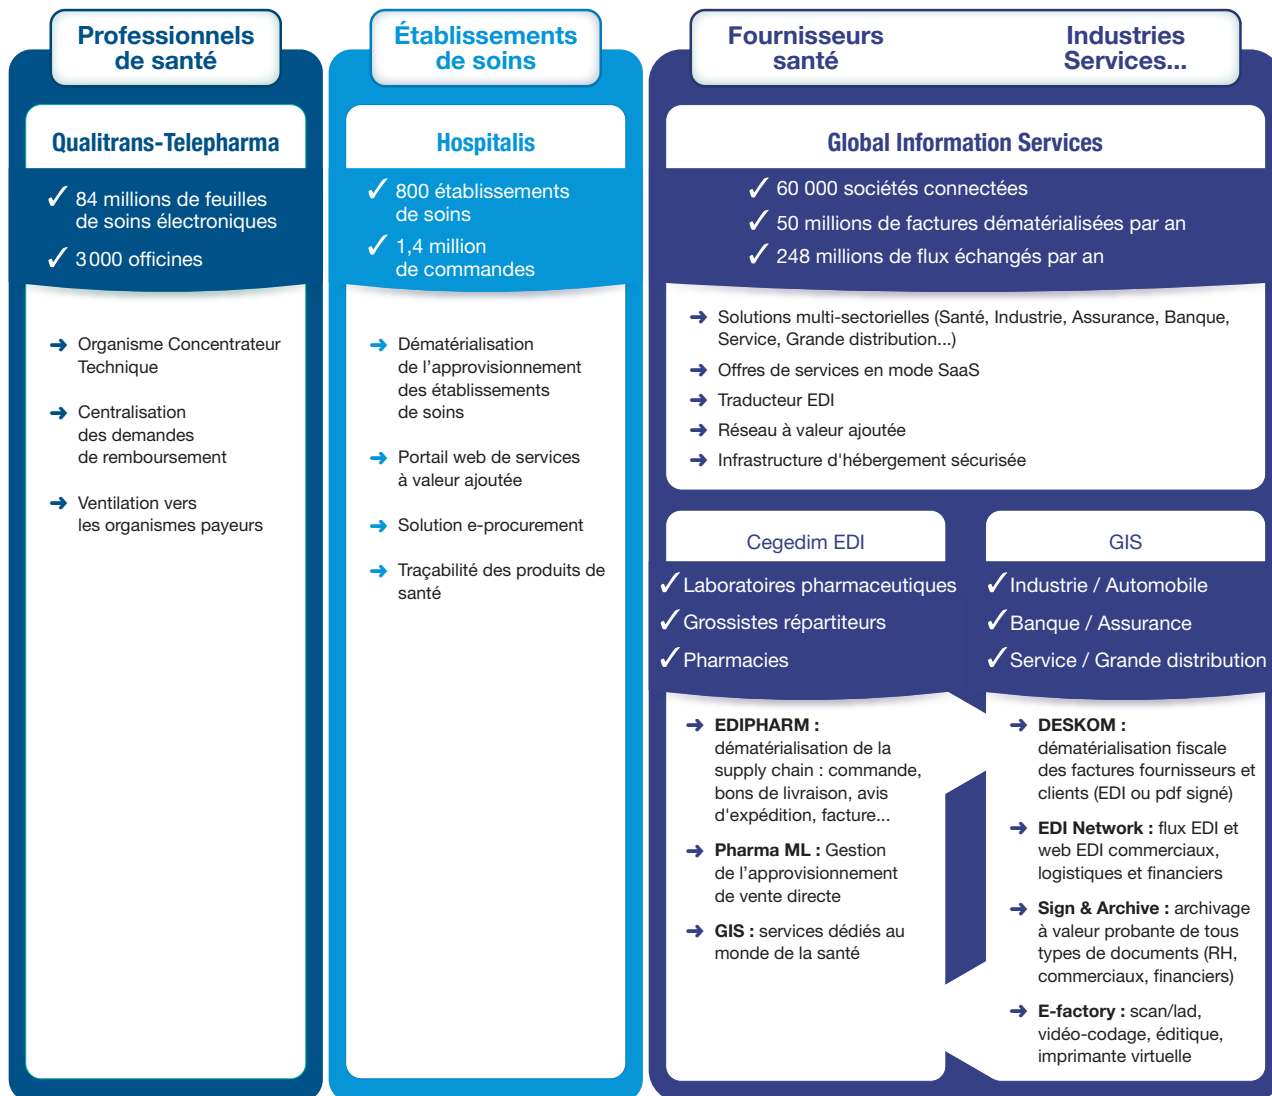 Professionnels
de santé
Qualitrans-Telepharma
✓ 84 millions de feuilles
de soins électroniques
✓ 3 000 officines
➜ Organisme Concentrateur
Technique
➜ Centralisation
des demandes
de remboursement
➜ Ventilation vers
les organismes payeurs
Établissements
de soins
Hospitalis
✓ 800 établissements
de soins
✓ 1,4 million
de commandes
➜ Dématérialisation
de l’approvisionnement
des établissements
de soins
➜ Portail web de services
à valeur ajoutée
➜ Solution e-procurement
➜ Traçabilité des produits de
santé
Fournisseurs
santé
Industries
Services...
Global Information Services
✓ 60 000 sociétés connectées
✓ 50 millions de factures dématérialisées par an
✓ 248 millions de flux échangés par an
➜ Solutions multi-sectorielles (Santé, Industrie, Assurance, Banque,
Service, Grande distribution...)
➜ Offres de services en mode SaaS
➜ Traducteur EDI
➜ Réseau à valeur ajoutée
➜ Infrastructure d'hébergement sécurisée
Cegedim EDI
✓ Laboratoires pharmaceutiques
✓ Grossistes répartiteurs
✓ Pharmacies
➜ EDIPHARM :
dématérialisation de la
supply chain : commande,
bons de livraison, avis
d'expédition, facture...
➜ Pharma ML : Gestion
de l’approvisionnement
de vente directe
➜ GIS : services dédiés au
monde de la santé
GIS
✓ Industrie / Automobile
✓ Banque / Assurance
✓ Service / Grande distribution
➜ DESKOM :
dématérialisation fiscale
des factures fournisseurs et
clients (EDI ou pdf signé)
➜ EDI Network : flux EDI et
web EDI commerciaux,
logistiques et financiers
➜ Sign & Archive : archivage
à valeur probante de tous
types de documents (RH,
commerciaux, financiers)
➜ E-factory : scan/lad,
vidéo-codage, éditique,
imprimante virtuelle